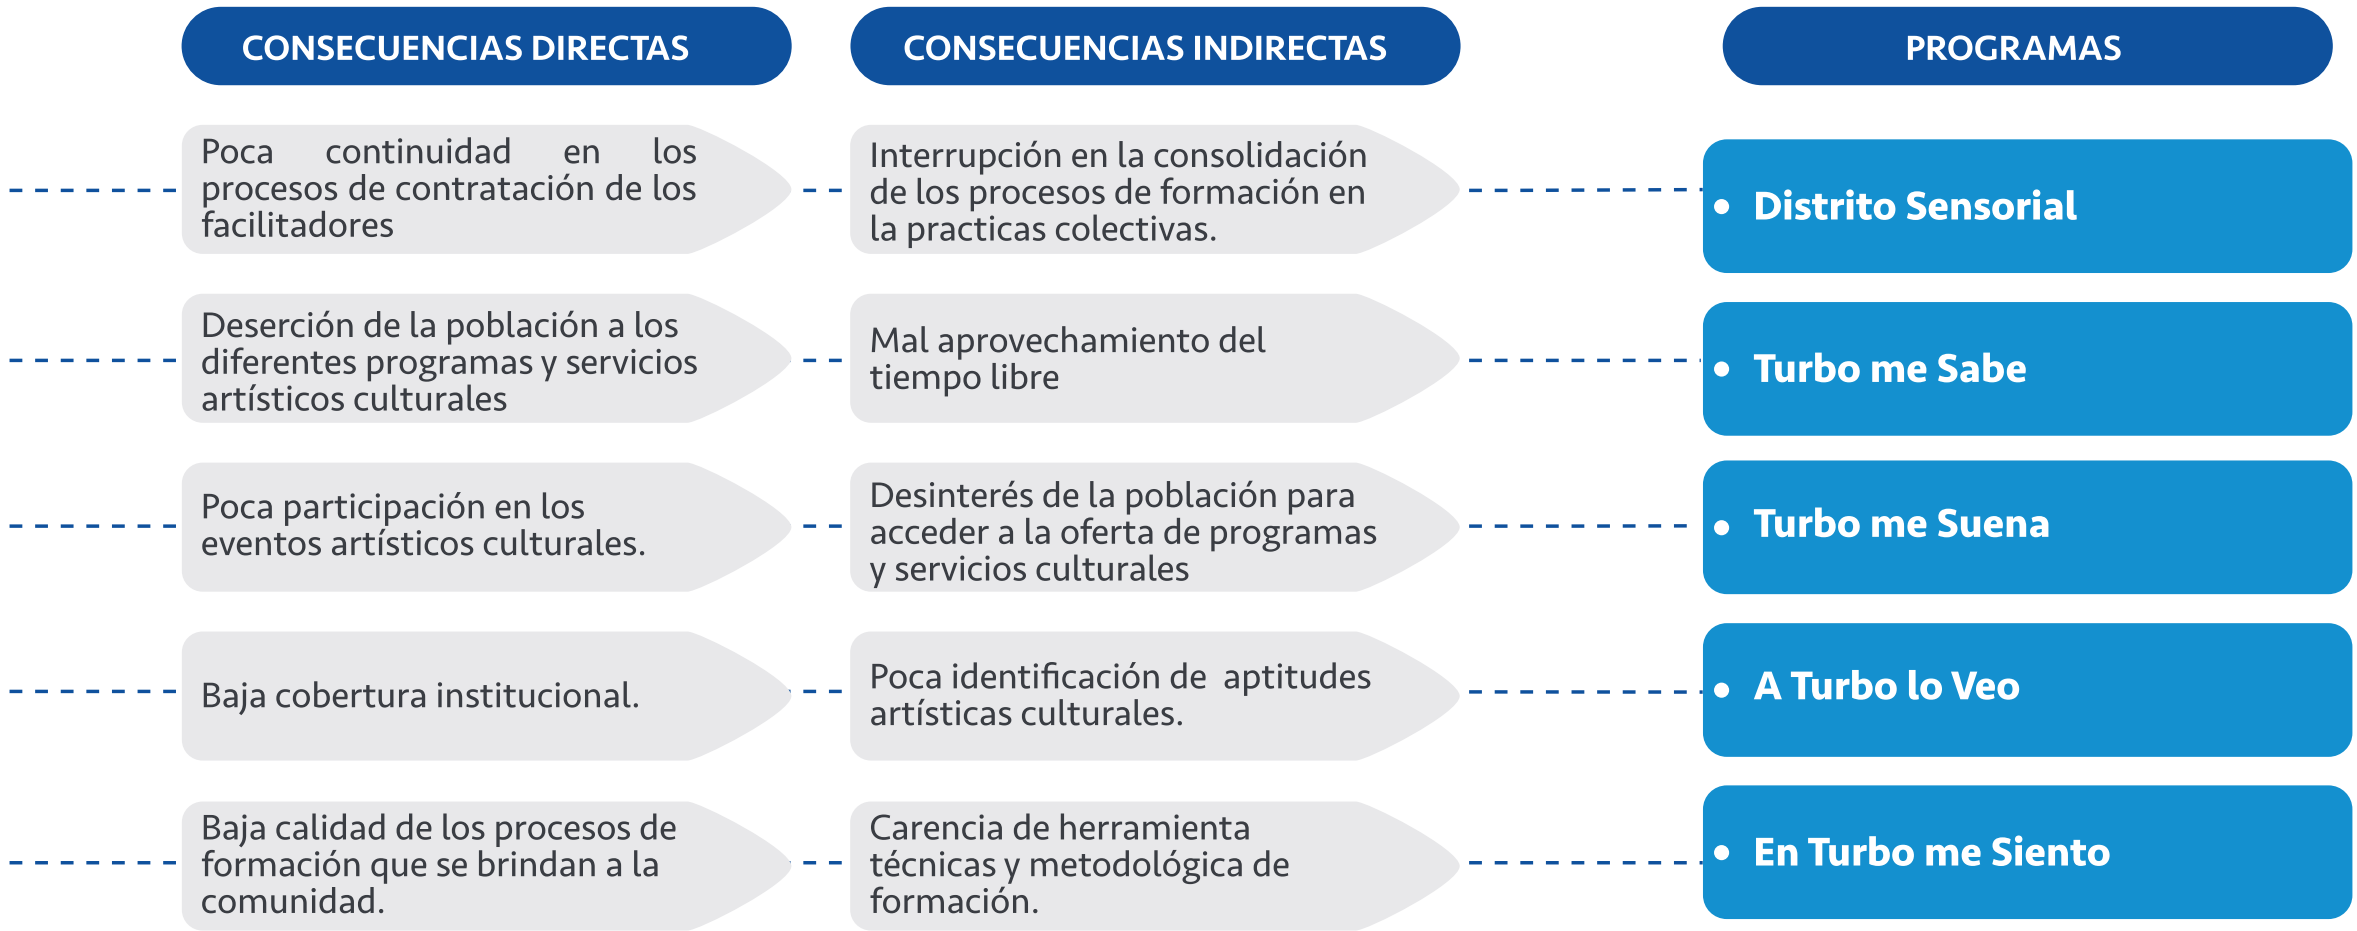 CONSECUENCIAS DIRECTAS
CONSECUENCIAS INDIRECTAS
PROGRAMAS
Poca continuidad en los
procesos de contratación de los
facilitadores
Interrupción en la consolidación
de los procesos de formación en
la practicas colectivas.
• Distrito Sensorial
Deserción de la población a los
diferentes programas y servicios
artísticos culturales
Mal aprovechamiento del
tiempo libre
• Turbo me Sabe
Poca participación en los
eventos artísticos culturales.
Desinterés de la población para
acceder a la oferta de programas
y servicios culturales
• Turbo me Suena
Baja cobertura institucional.
Poca identificación de aptitudes
artísticas culturales.
• A Turbo lo Veo
Baja calidad de los procesos de
formación que se brindan a la
comunidad.
Carencia de herramienta
técnicas y metodológica de
formación.
• En Turbo me Siento